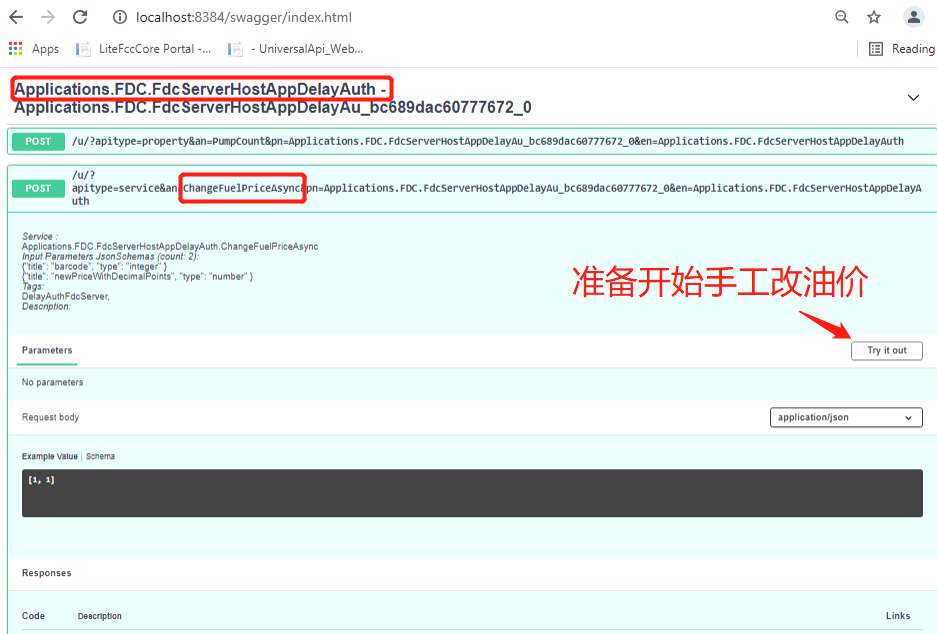 localhost:8384/swagger/index.html
Apps LiteFccCore Portal -... - UniversalApi_Web... Reading
Applications.FDC.FdcServerHostAppDelayAuth -
Applications.FDC.FdcServerHostAppDelayAu_bc689dac60777672_0
POST /u/?apitype=property&an=PumpCount&pn=Applications.FDC.FdcServerHostAppDelayAu_bc689dac60777672_0&en=Applications.FDC.FdcServerHostAppDelayAuth
/u/?
POST apitype=service&an=ChangeFuelPriceAsync&pn=Applications.FDC.FdcServerHostAppDelayAu_bc689dac60777672_0&en=Applications.FDC.FdcServerHostAppDelayA
uth
Service :
Applications.FDC.FdcServerHostAppDelayAuth.ChangeFuelPriceAsync
Input Parameters JsonSchemas (count: 2):
{"title": "barcode", "type": "integer" }
{"title": "newPriceWithDecimalPoints", "type": "number" }
Tags:
DelayAuthFdcServer,
Description:
准备开始手工改油价
Parameters Try it out
No parameters
Request body application/json
Example Value | Schema
[1, 1]
Responses
Code Description Links